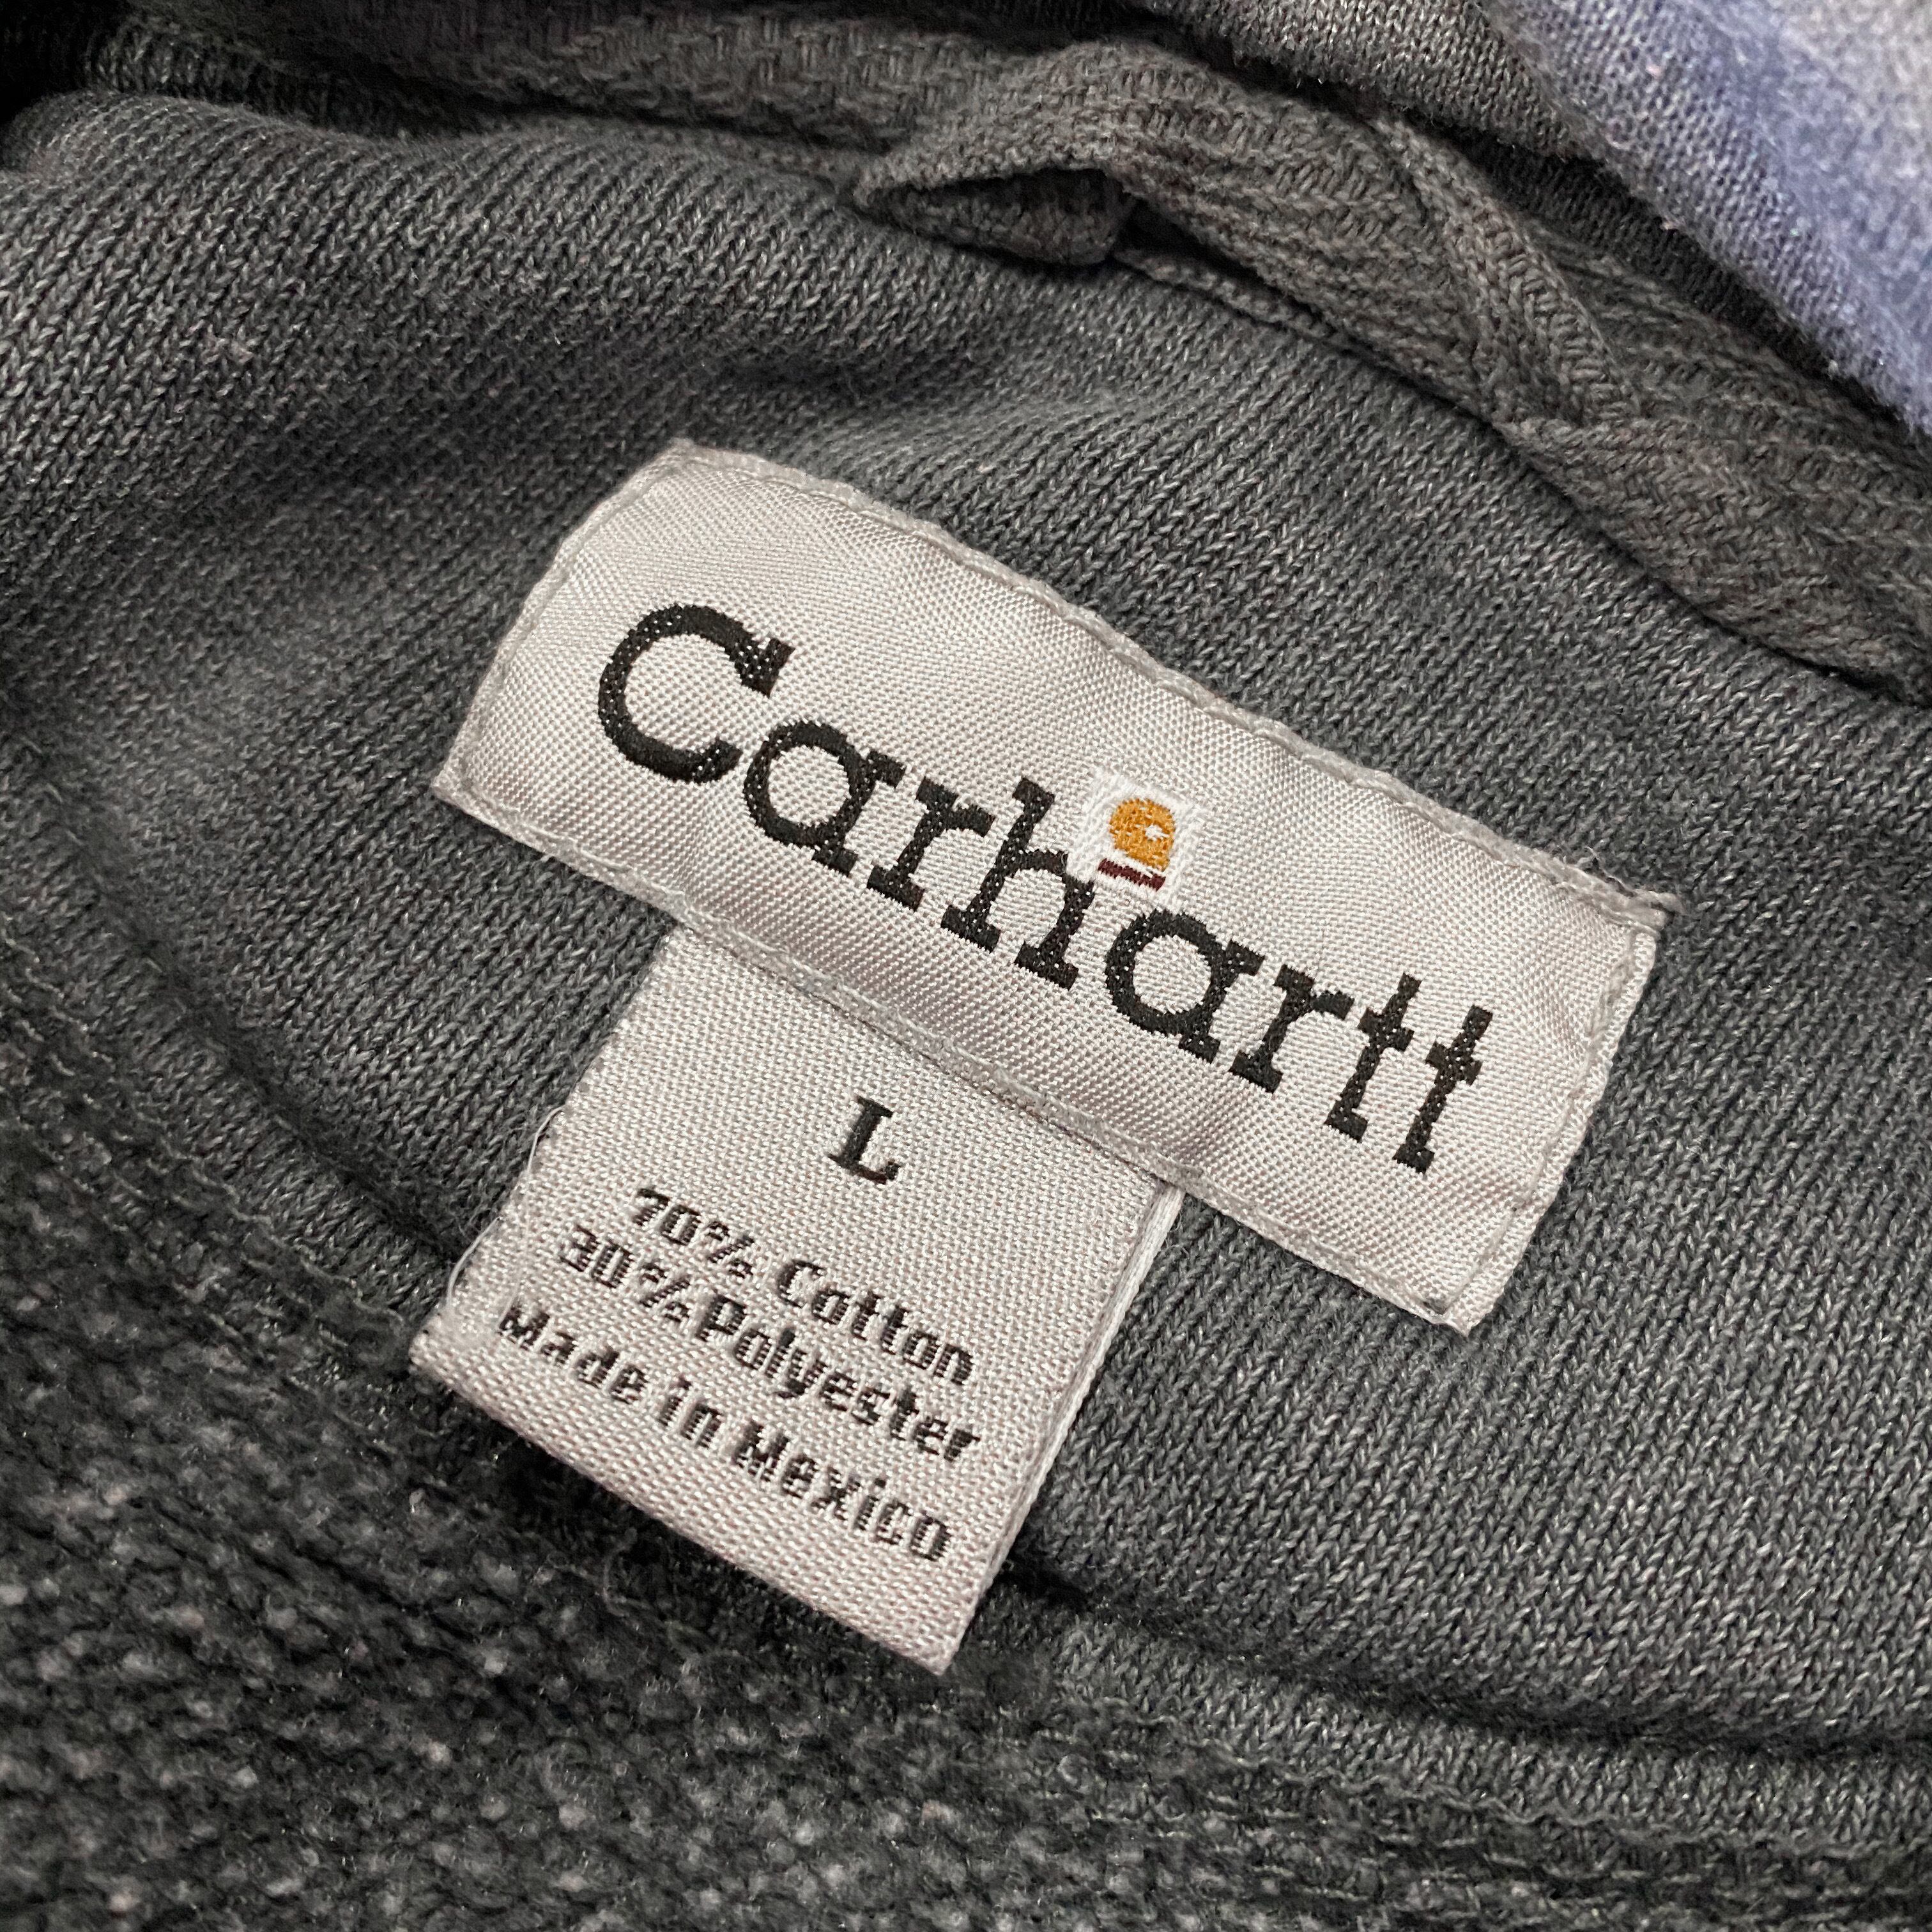 Carhartt
L
70% Cotton
30% Polyester
Made in Mexico